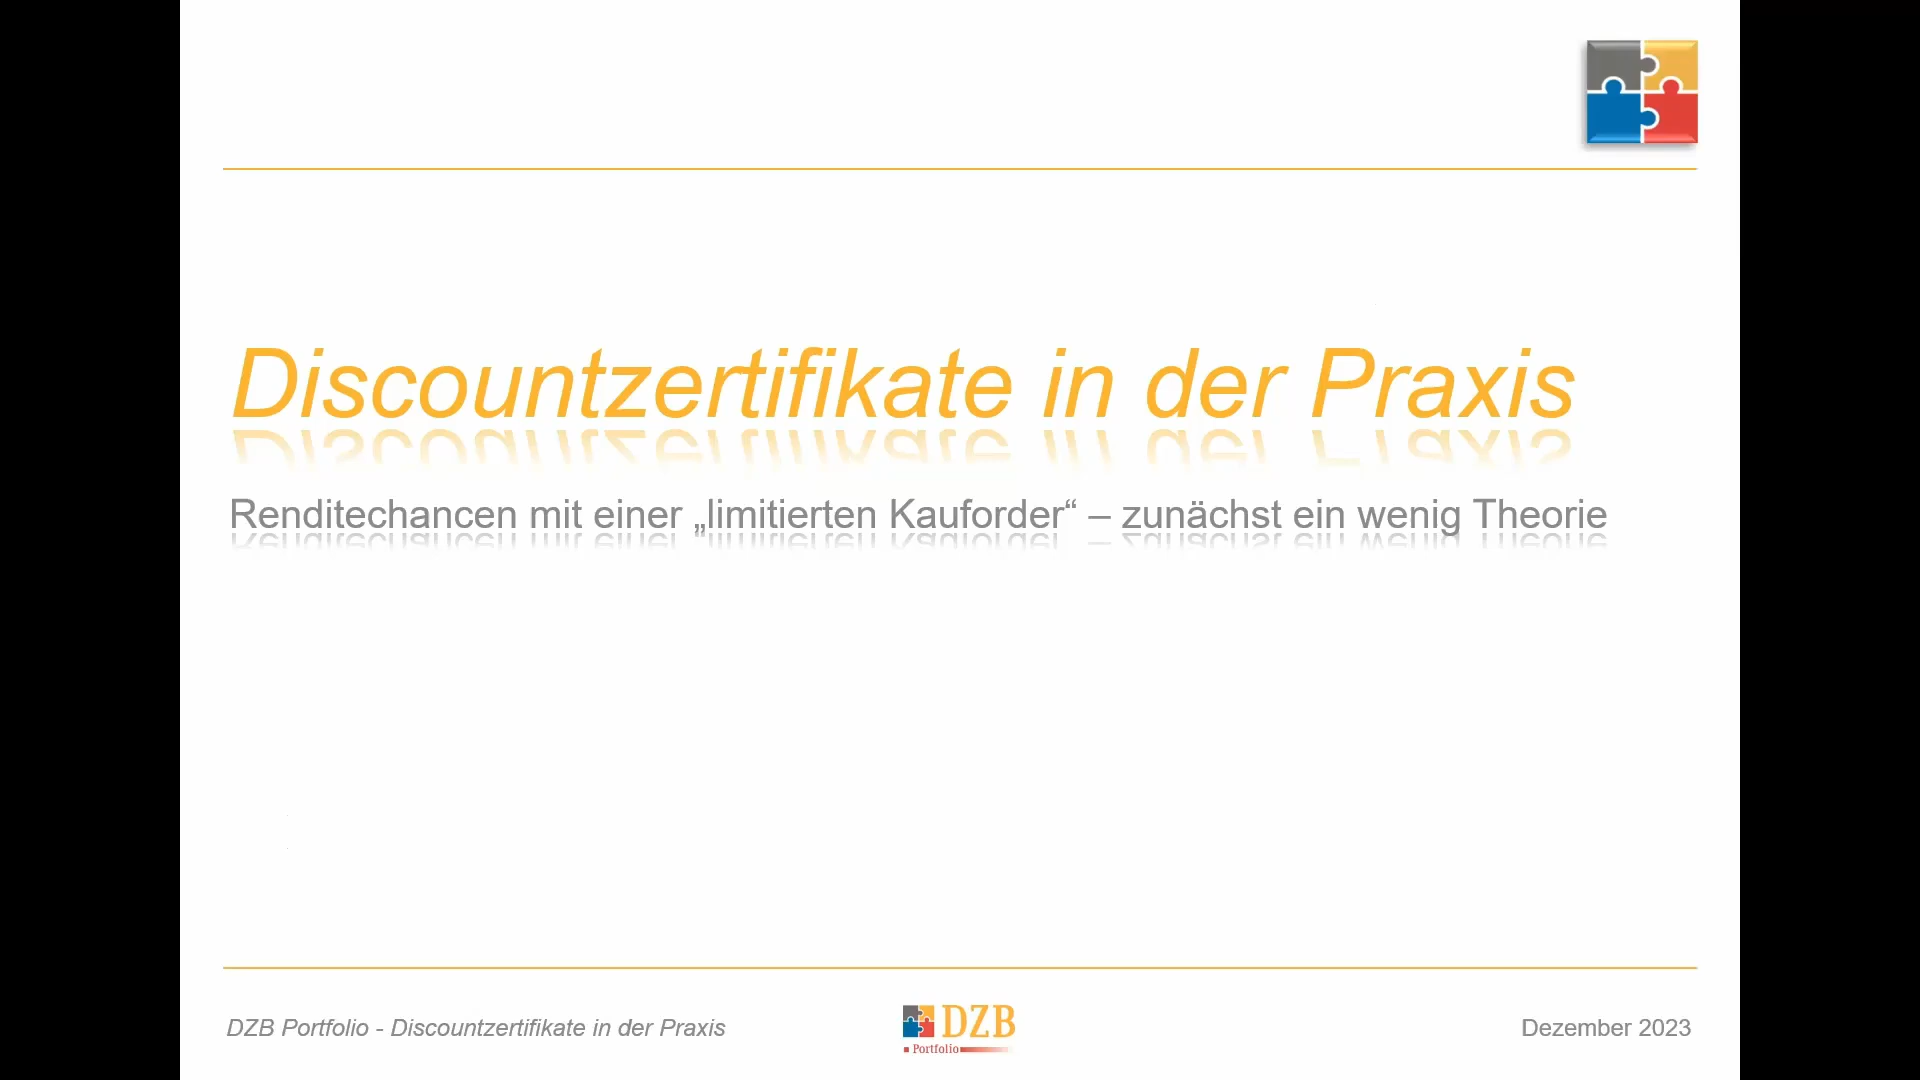 Discountzertifikate in der Praxis
Renditechancen mit einer „limitierten Kauforder“ – zunächst ein wenig Theorie
DZB Portfolio - Discountzertifikate in der Praxis
DZB
Portfolio
Dezember 2023